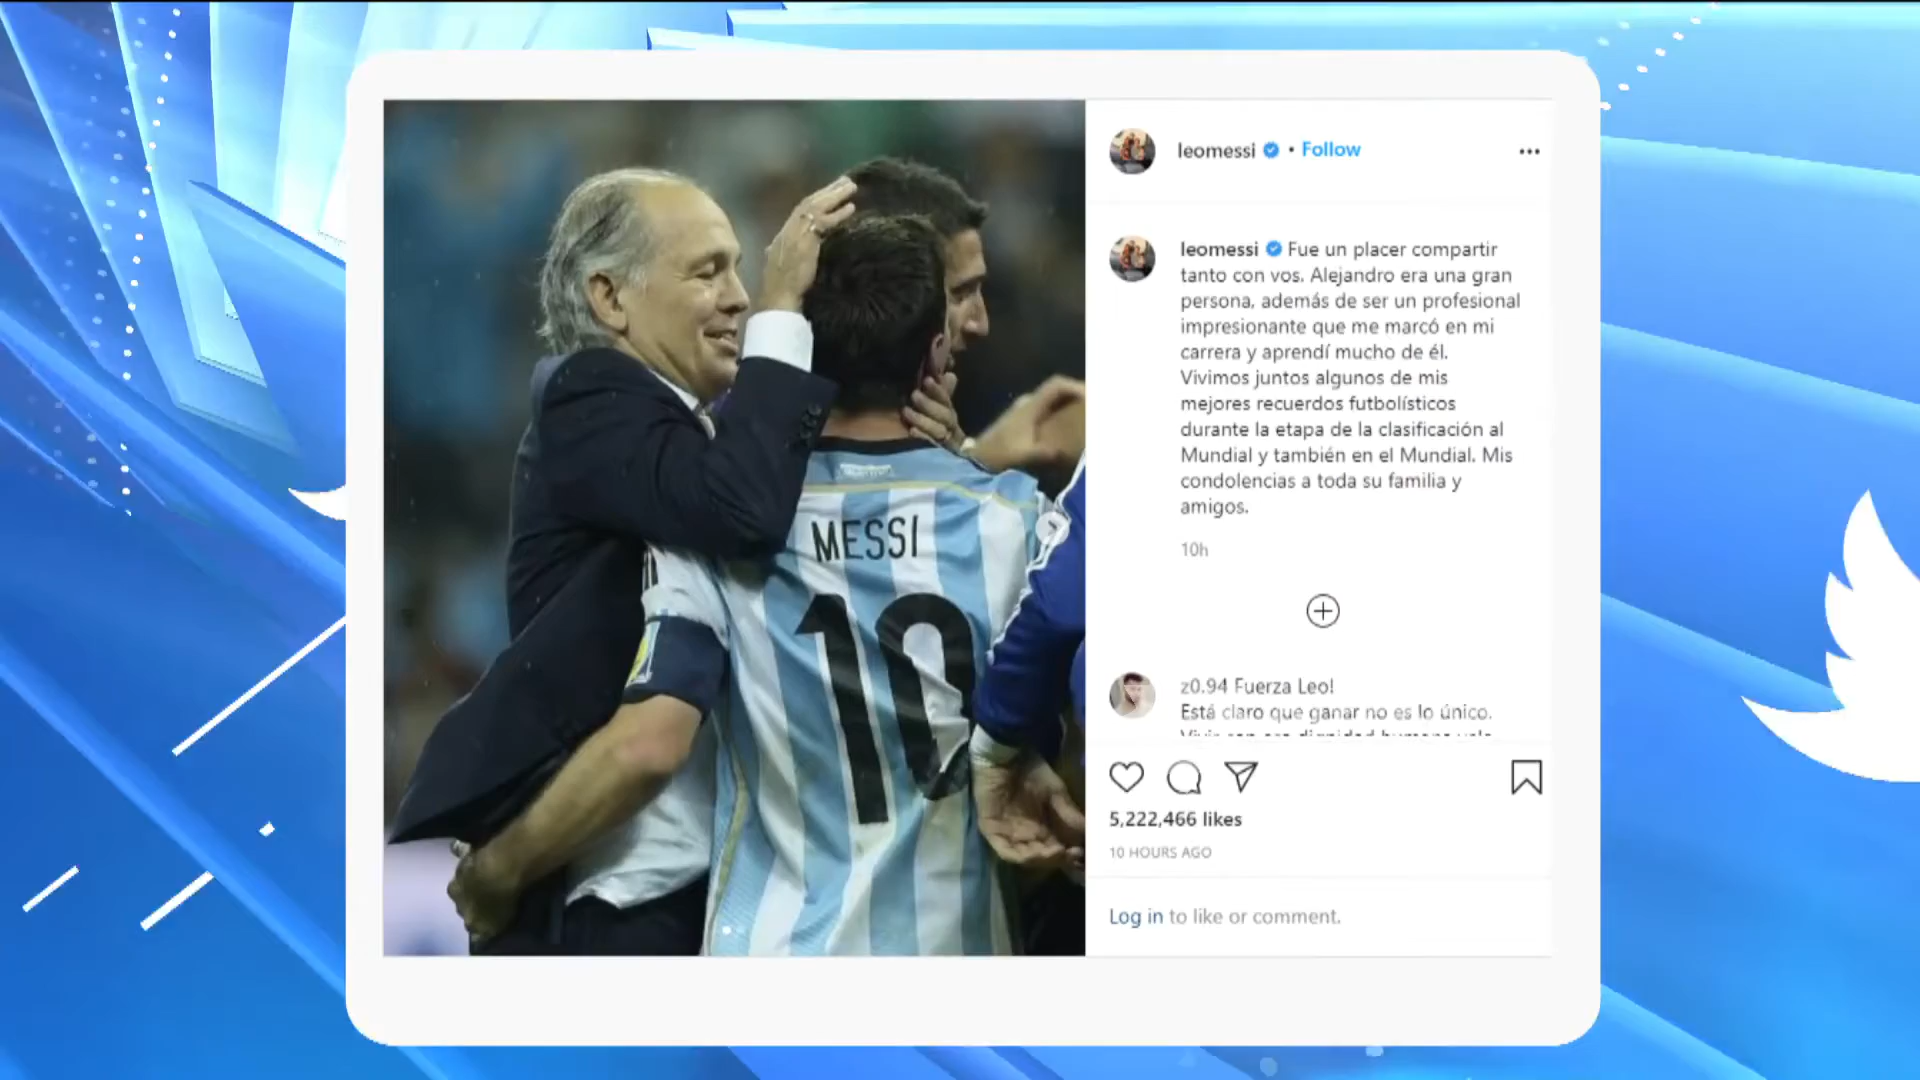 leomessi • Follow
leomessi Fue un placer compartir
tanto con vos. Alejandro era una gran
persona, además de ser un profesional
impresionante que me marcó en mi
carrera y aprendí mucho de él.
Vivimos juntos algunos de mis
mejores recuerdos futbolísticos
durante la etapa de la clasificación al
Mundial y también en el Mundial. Mis
condolencias a toda su familia y
amigos.
10h
z0.94 Fuerza Leo!
Está claro que ganar no es lo único.
5,222,466 likes
10 HOURS AGO
Log in to like or comment.
MESSI
10